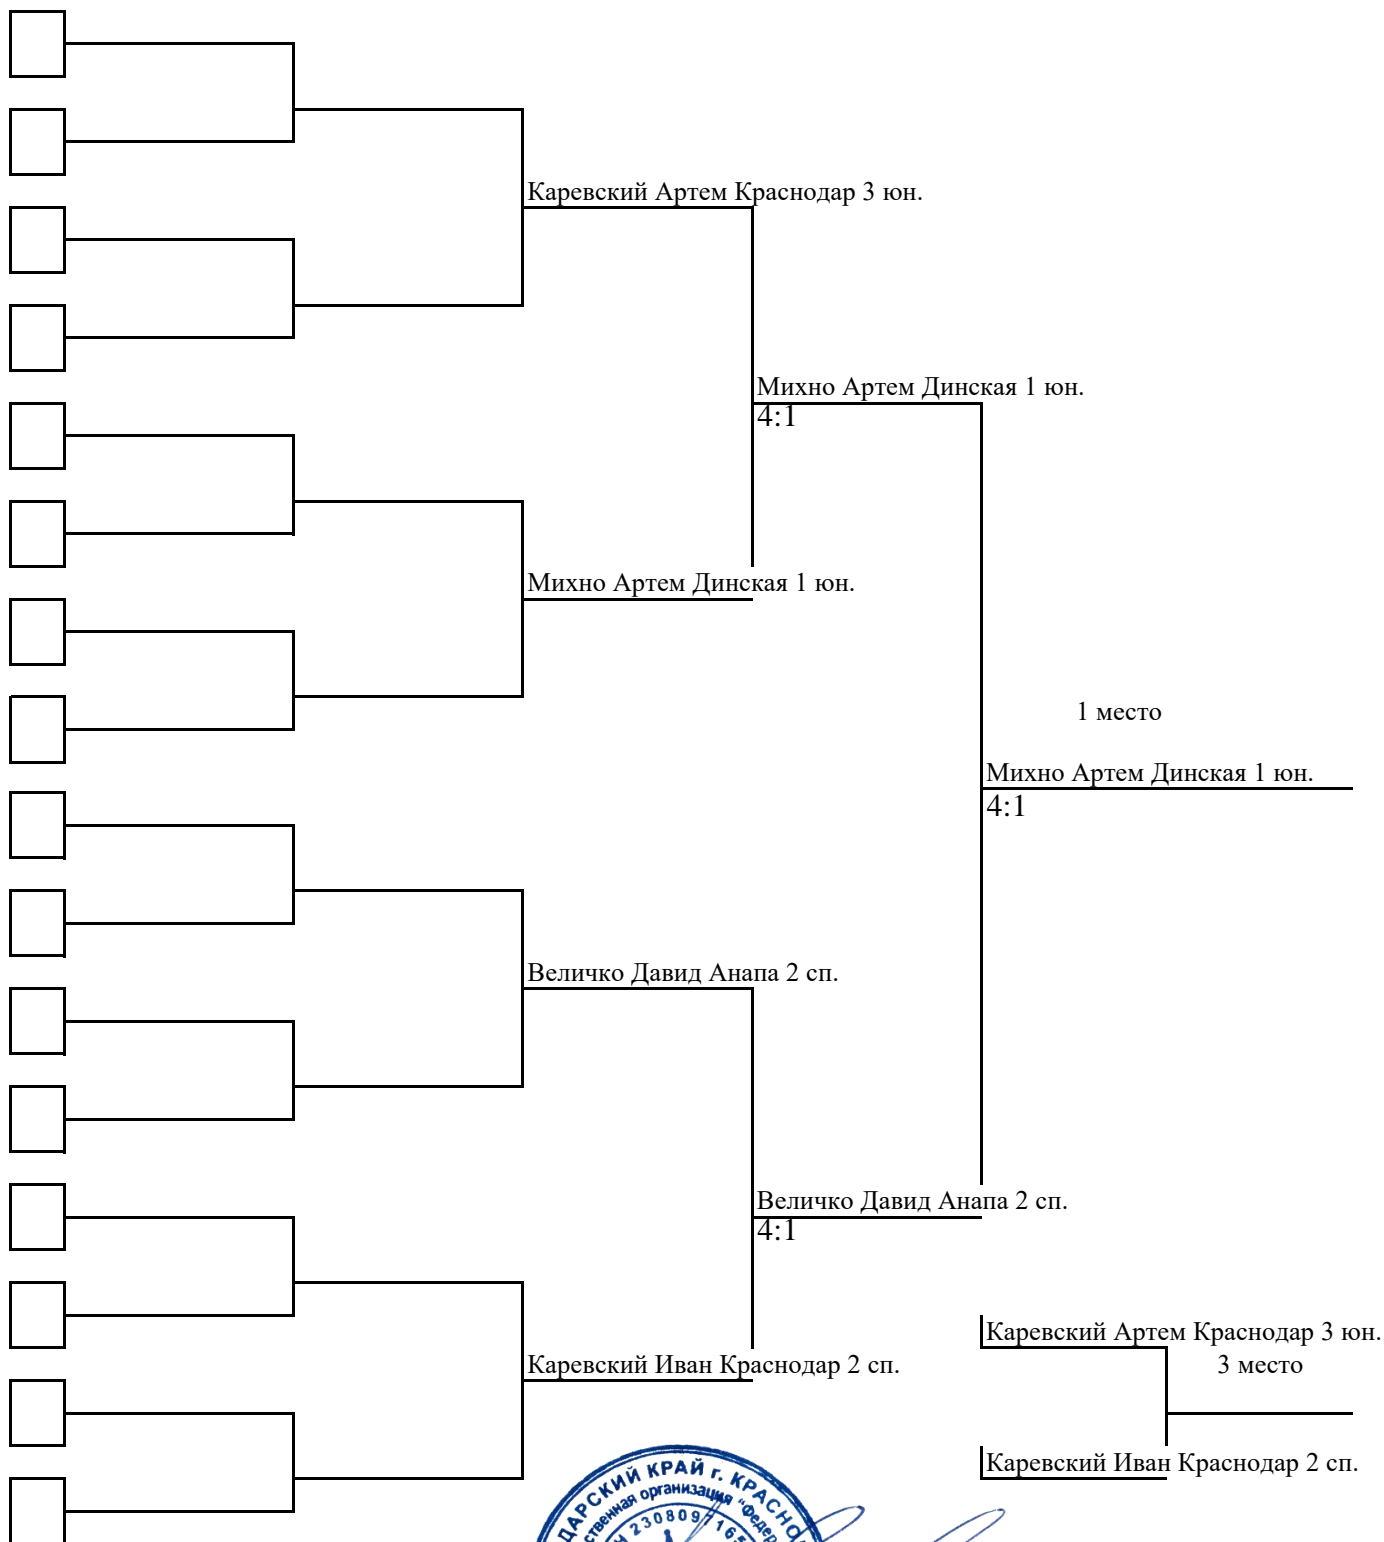 Каревский Артем Краснодар 3 юн.
Михно Артем Динская 1 юн.
4:1
Михно Артем Динская 1 юн.
1 место
Михно Артем Динская 1 юн.
4:1
Величко Давид Анапа 2 сп.
Величко Давид Анапа 2 сп.
4:1
Каревский Артем Краснодар 3 юн.
3 место
Каревский Иван Краснодар 2 сп.
Каревский Иван Краснодар 2 сп.
КРАЙ г.
организация